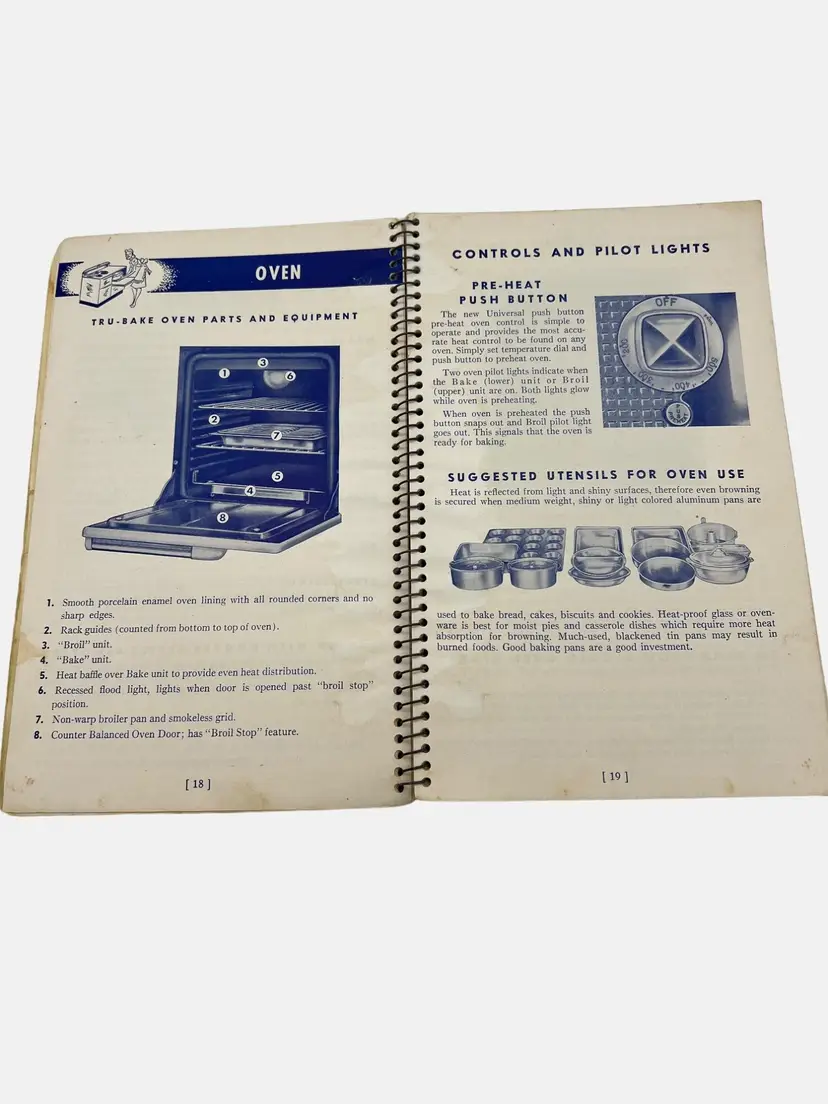 OVEN
TRU-BAKE OVEN PARTS AND EQUIPMENT
3
1
6
2
7
5
4
8
1. Smooth porcelain enamel oven lining with all rounded corners and no
sharp edges.
2. Rack guides (counted from bottom to top of oven).
3. "Broil" unit.
4. "Bake" unit.
5. Heat baffle over Bake unit to provide even heat distribution.
6. Recessed flood light, lights when door is opened past "broil stop"
position.
7. Non-warp broiler pan and smokeless grid.
8. Counter Balanced Oven Door; has "Broil Stop" feature.
[ 18 ]
CONTROLS AND PILOT LIGHTS
PRE-HEAT
PUSH BUTTON
The new Universal push button
pre-heat oven control is simple to
operate and provides the most accu-
rate heat control to be found on any
oven. Simply set temperature dial and
push button to preheat oven.
Two oven pilot lights indicate when
the Bake (lower) unit or Broil
(upper) unit are on. Both lights glow
while oven is preheating.
When oven is preheated the push
button snaps out and Broil pilot light
goes out. This signals that the oven is
ready for baking.
OFF
200
400
SUGGESTED UTENSILS FOR OVEN USE
Heat is reflected from light and shiny surfaces, therefore even browning
is secured when medium weight, shiny or light colored aluminum pans are
used to bake bread, cakes, biscuits and cookies. Heat-proof glass or oven-
ware is best for moist pies and casserole dishes which require more heat
absorption for browning. Much-used, blackened tin pans may result in
burned foods. Good baking pans are a good investment.
[ 19 ]